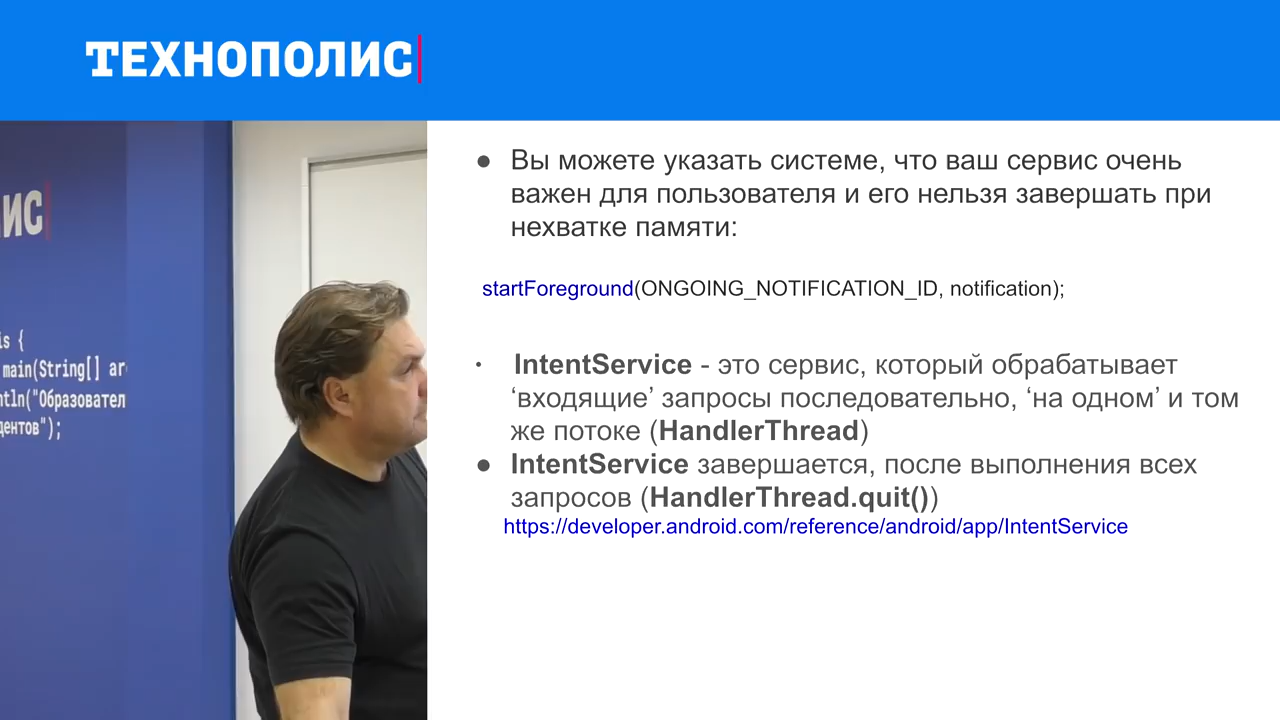 ТЕХНОПОЛИС
ИС
is {
main(String[] ar
ntln("Образовател
дентов");
● Вы можете указать системе, что ваш сервис очень
важен для пользователя и его нельзя завершать при
нехватке памяти:
startForeground(ONGOING_NOTIFICATION_ID, notification);
• IntentService - это сервис, который обрабатывает
‘входящие’ запросы последовательно, ‘на одном’ и том
же потоке (HandlerThread)
● IntentService завершается, после выполнения всех
запросов (HandlerThread.quit())
https://developer.android.com/reference/android/app/IntentService